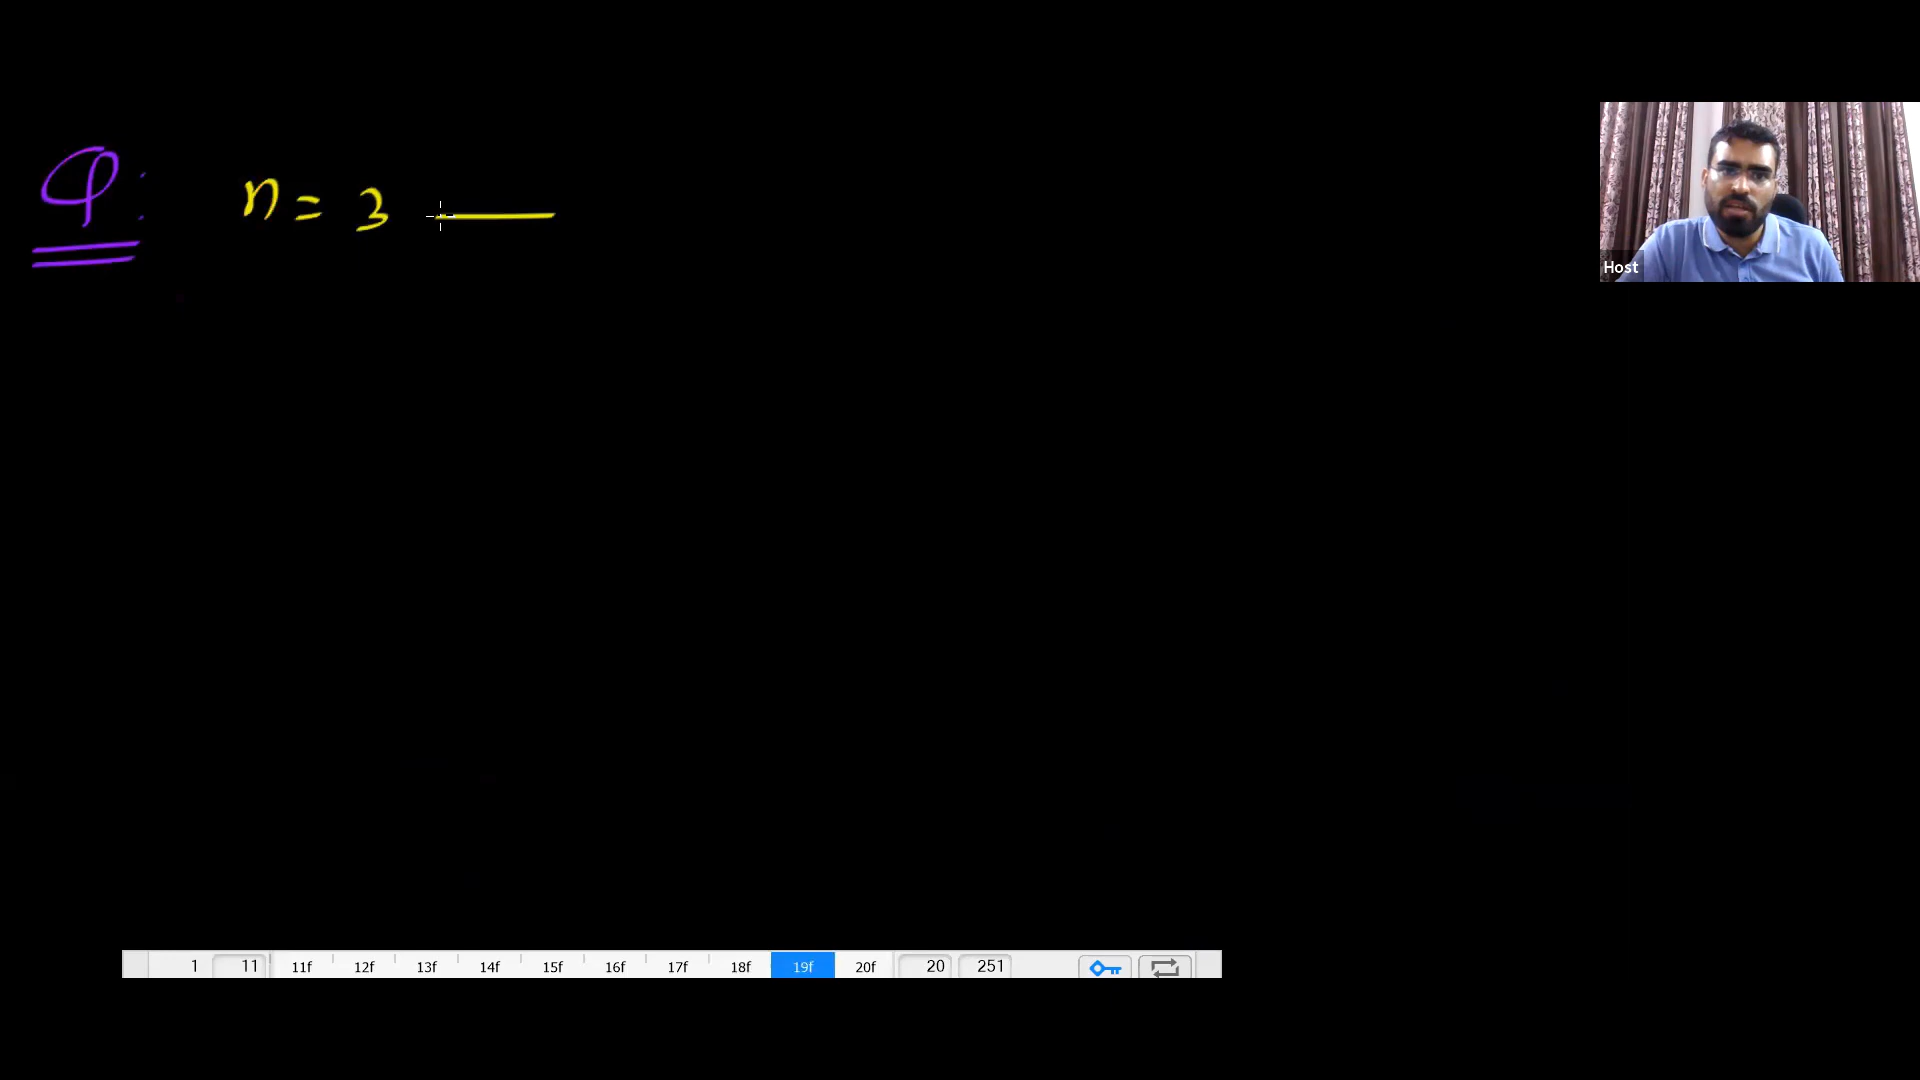 Q: n = 3 —
Host
1 11 11f 12f 13f 14f 15f 16f 17f 18f 19f 20f 20 251